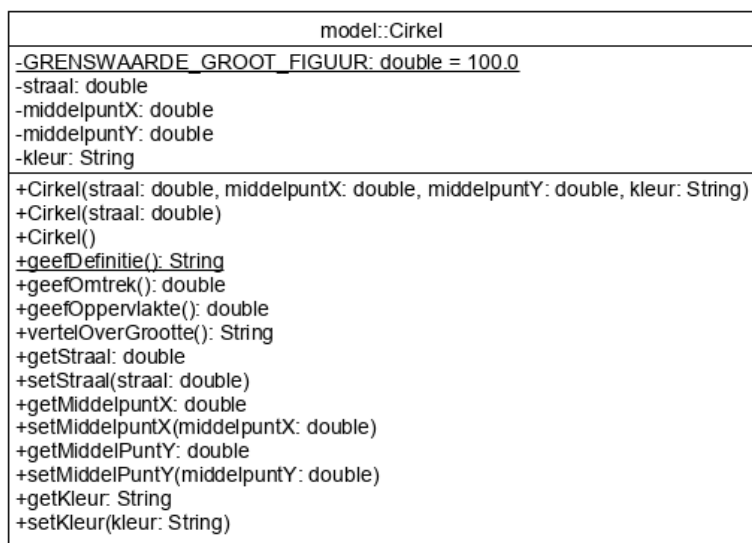 model::Cirkel
-GRENSWAARDE_GROOT_FIGUUR: double = 100.0
-straal: double
-middelpuntX: double
-middelpuntY: double
-kleur: String
+Cirkel(straal: double, middelpuntX: double, middelpuntY: double, kleur: String)
+Cirkel(straal: double)
+Cirkel()
+geefDefinitie(): String
+geefOmtrek(): double
+geefOppervlakte(): double
+vertelOverGrootte(): String
+getStraal: double
+setStraal(straal: double)
+getMiddelpuntX: double
+setMiddelpuntX(middelpuntX: double)
+getMiddelPuntY: double
+setMiddelPuntY(middelpuntY: double)
+getKleur: String
+setKleur(kleur: String)